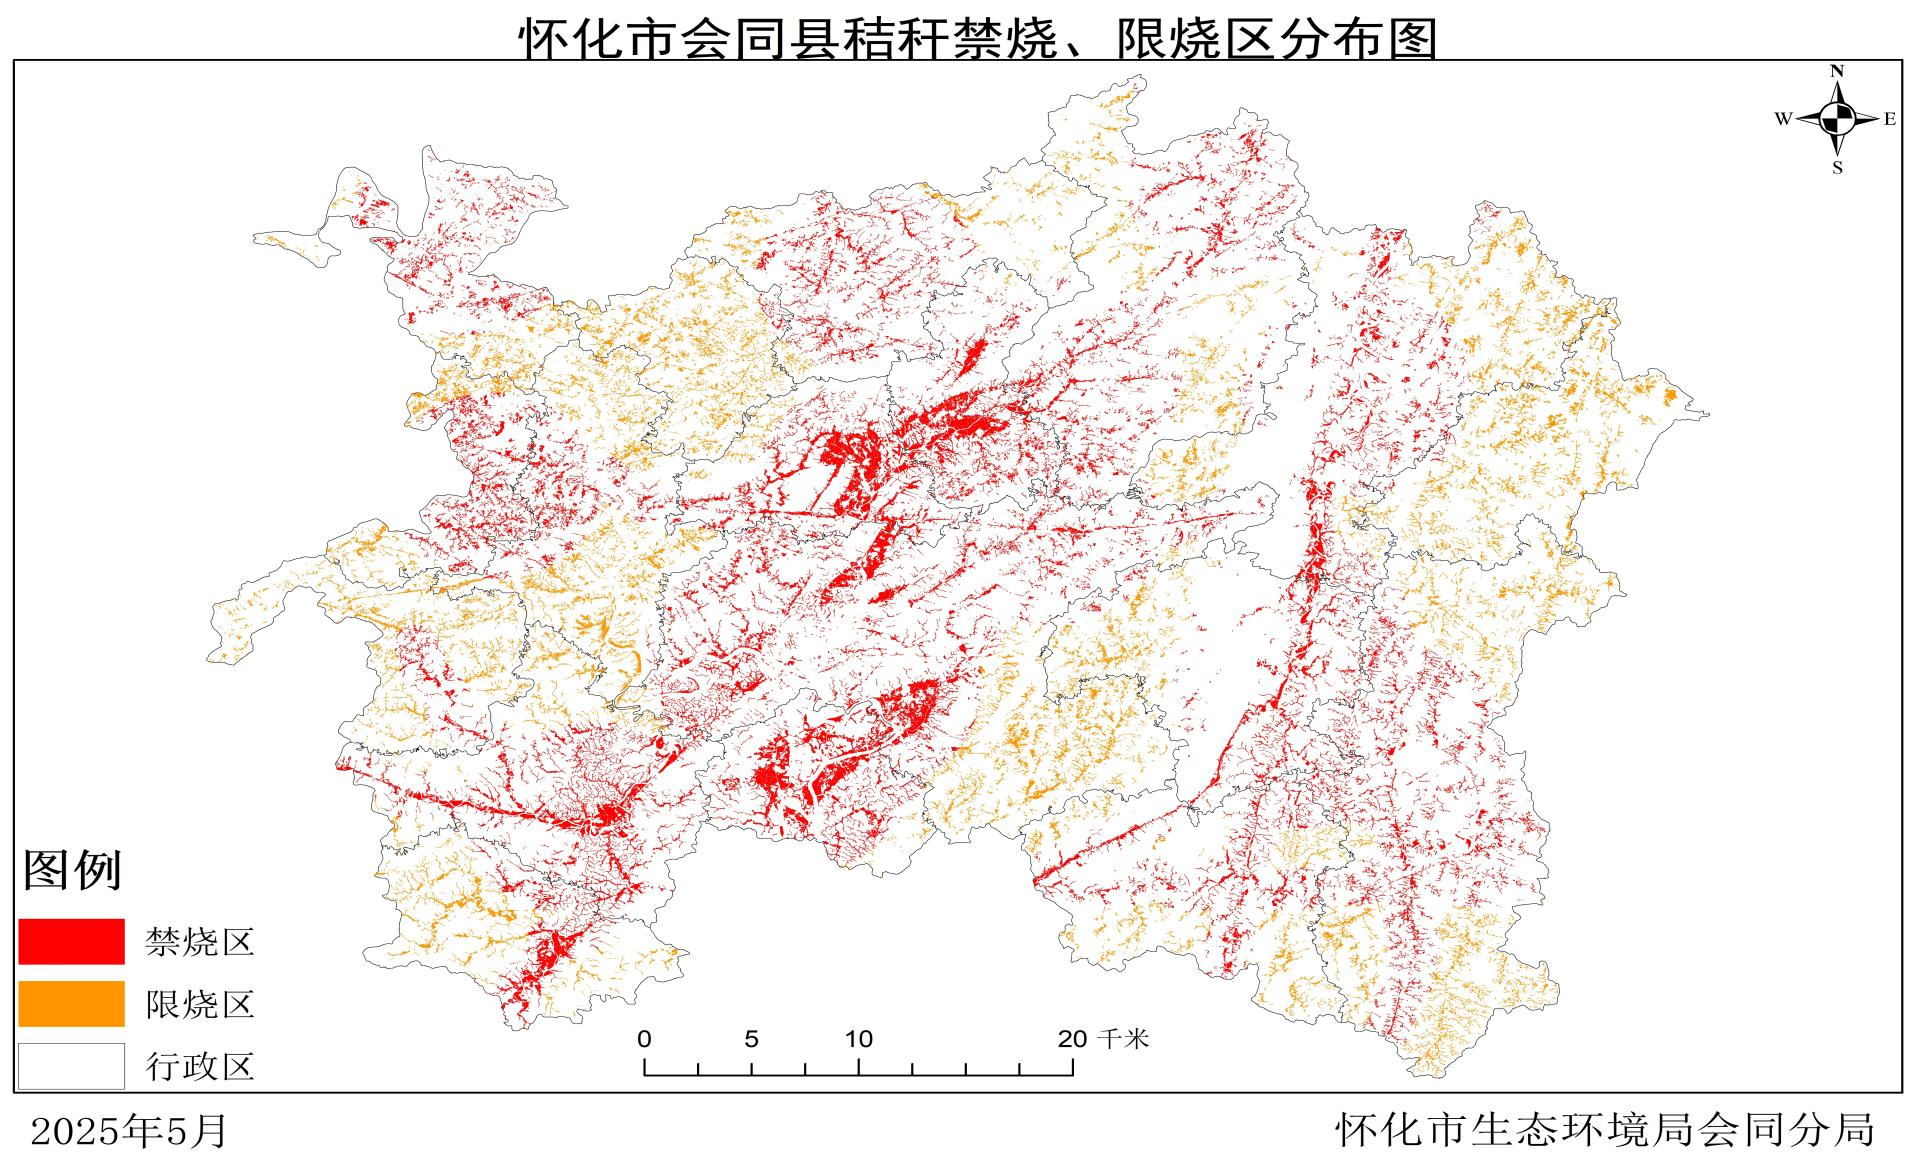 怀化市会同县秸秆禁烧、限烧区分布图
N
W E
S
图例
禁烧区
限烧区
行政区
0 5 10 20 千米
2025年5月
怀化市生态环境局会同分局